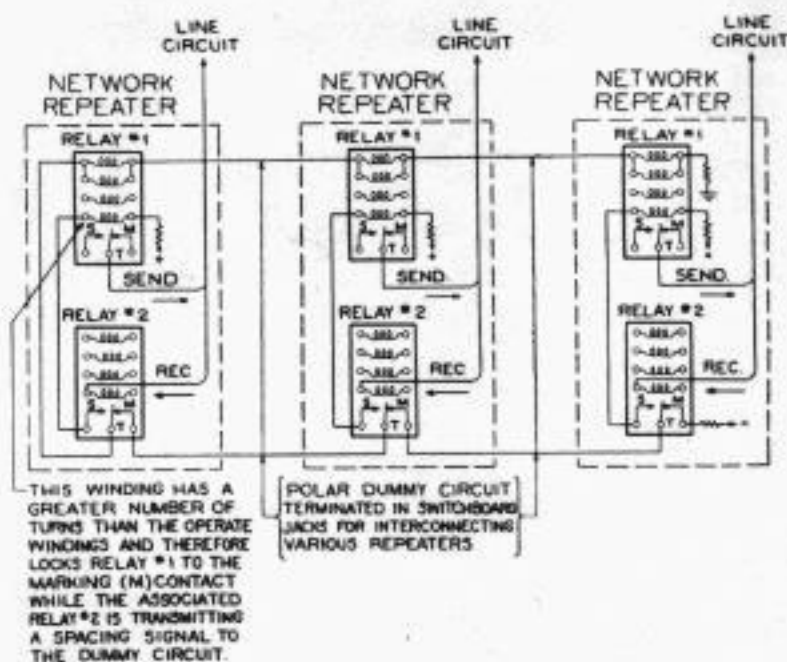 LINE
CIRCUIT
LINE
CIRCUIT
LINE
CIRCUIT
NETWORK
REPEATER
NETWORK
REPEATER
NETWORK
REPEATER
RELAY #1
#1
RELAY #1
S M
T
SEND
S M
T
SEND
S M
T
SEND.
RELAY #2
RELAY #2
RELAY #2
REC
REC
REC.
S M
T
S M
T
S M
T
THIS WINDING HAS A
GREATER NUMBER OF
TURNS THAN THE OPERATE
WINDINGS AND THEREFORE
LOCKS RELAY #1 TO THE
MARKING (M) CONTACT
WHILE THE ASSOCIATED
RELAY #2 IS TRANSMITTING
A SPACING SIGNAL TO
THE DUMMY CIRCUIT.
POLAR DUMMY CIRCUIT
TERMINATED IN SWITCHBOARD
JACKS FOR INTERCONNECTING
VARIOUS REPEATERS